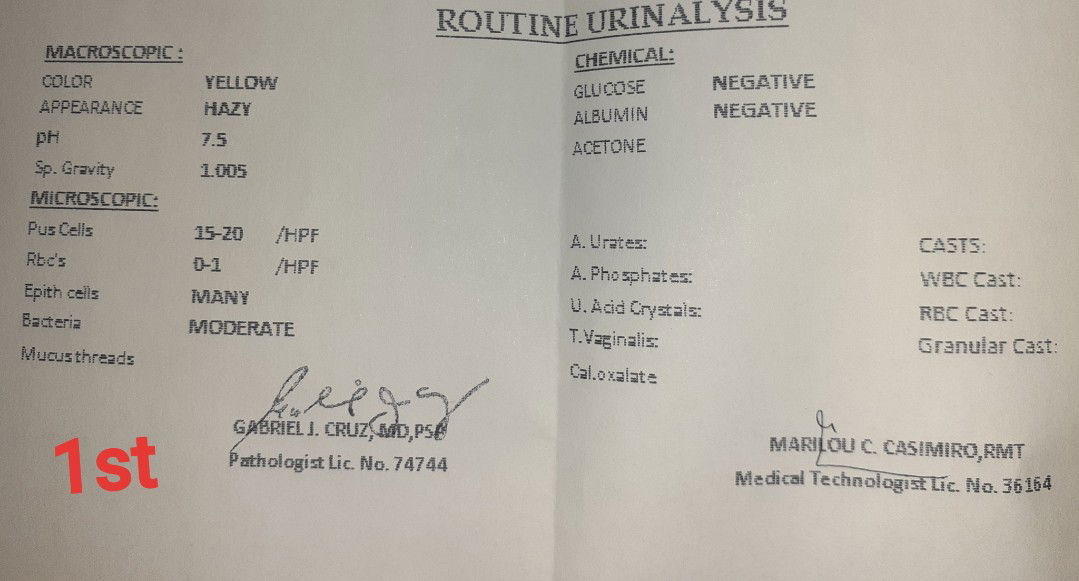 ROUTINE URINALYSIS
MACROSCOPIC :
COLOR YELLOW
APPEARANCE HAZY
pH 7.5
Sp. Gravity 1.005
MICROSCOPIC:
Pus Cells 15-20 /HPF
Rbc's 0-1 /HPF
Epith cells MANY
Bacteria MODERATE
Mucus threads
CHEMICAL:
GLUCOSE NEGATIVE
ALBUMIN NEGATIVE
ACETONE
A. Urates:
A. Phosphates:
U. Acid Crystals:
T.Vaginalis:
Cal.oxalate
CASTS:
WBC Cast:
RBC Cast:
Granular Cast:
GABRIEL J. CRUZ, MD,PSP
Pathologist Lic. No. 74744
MARILOU C. CASIMIRO,RMT
Medical Technologist Lic. No. 36164
1st